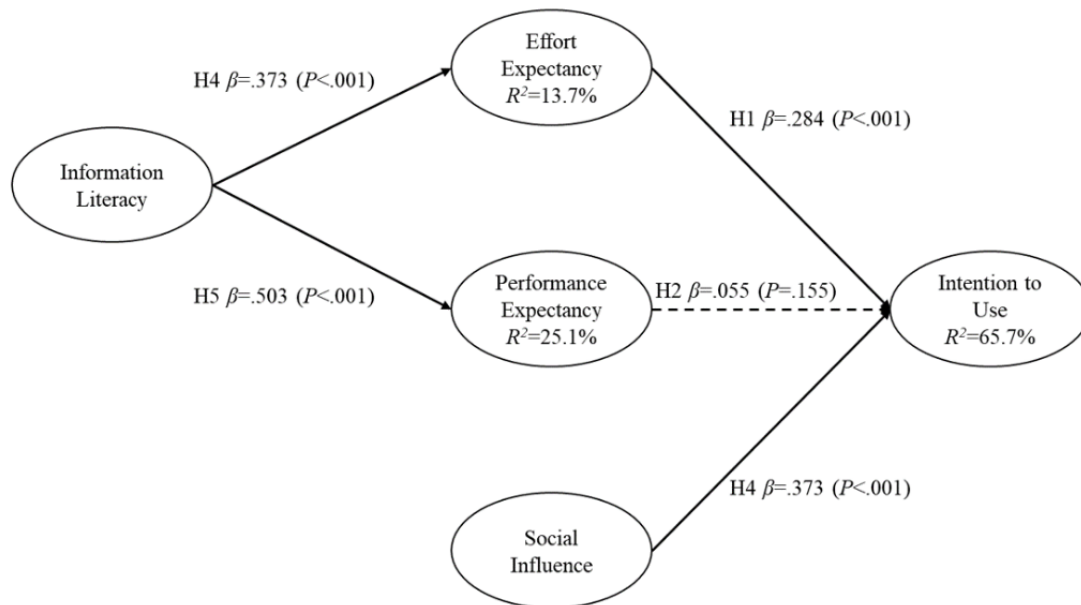 Effort
Expectancy
R²=13.7%
H4 β=.373 (P<.001)
H1 β=.284 (P<.001)
Information
Literacy
H5 β=.503 (P<.001)
Performance
Expectancy
R²=25.1%
H2 β=.055 (P=.155)
Intention to
Use
R²=65.7%
H4 β=.373 (P<.001)
Social
Influence